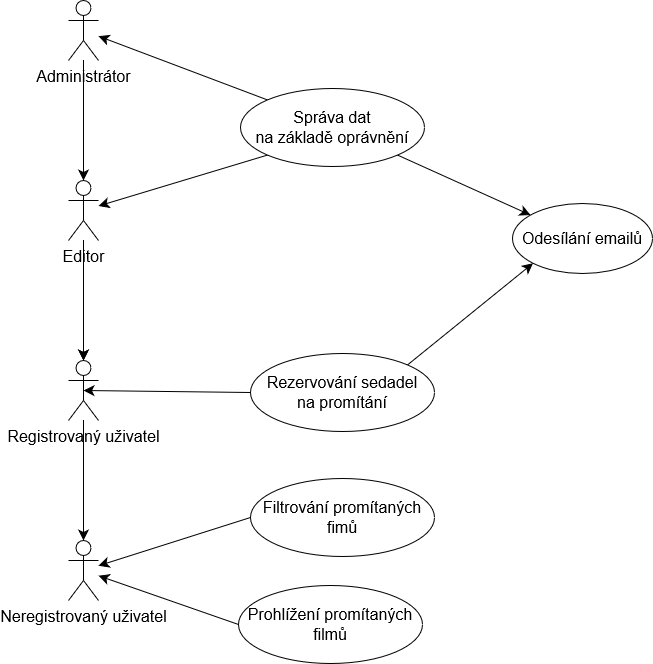 Administrátor
Správa dat
na základě oprávnění
Odesílání emailů
Editor
Rezervování sedadel
na promítání
Registrovaný uživatel
Filtrování promítaných
fimů
Neregistrovaný uživatel
Prohlížení promítaných
filmů